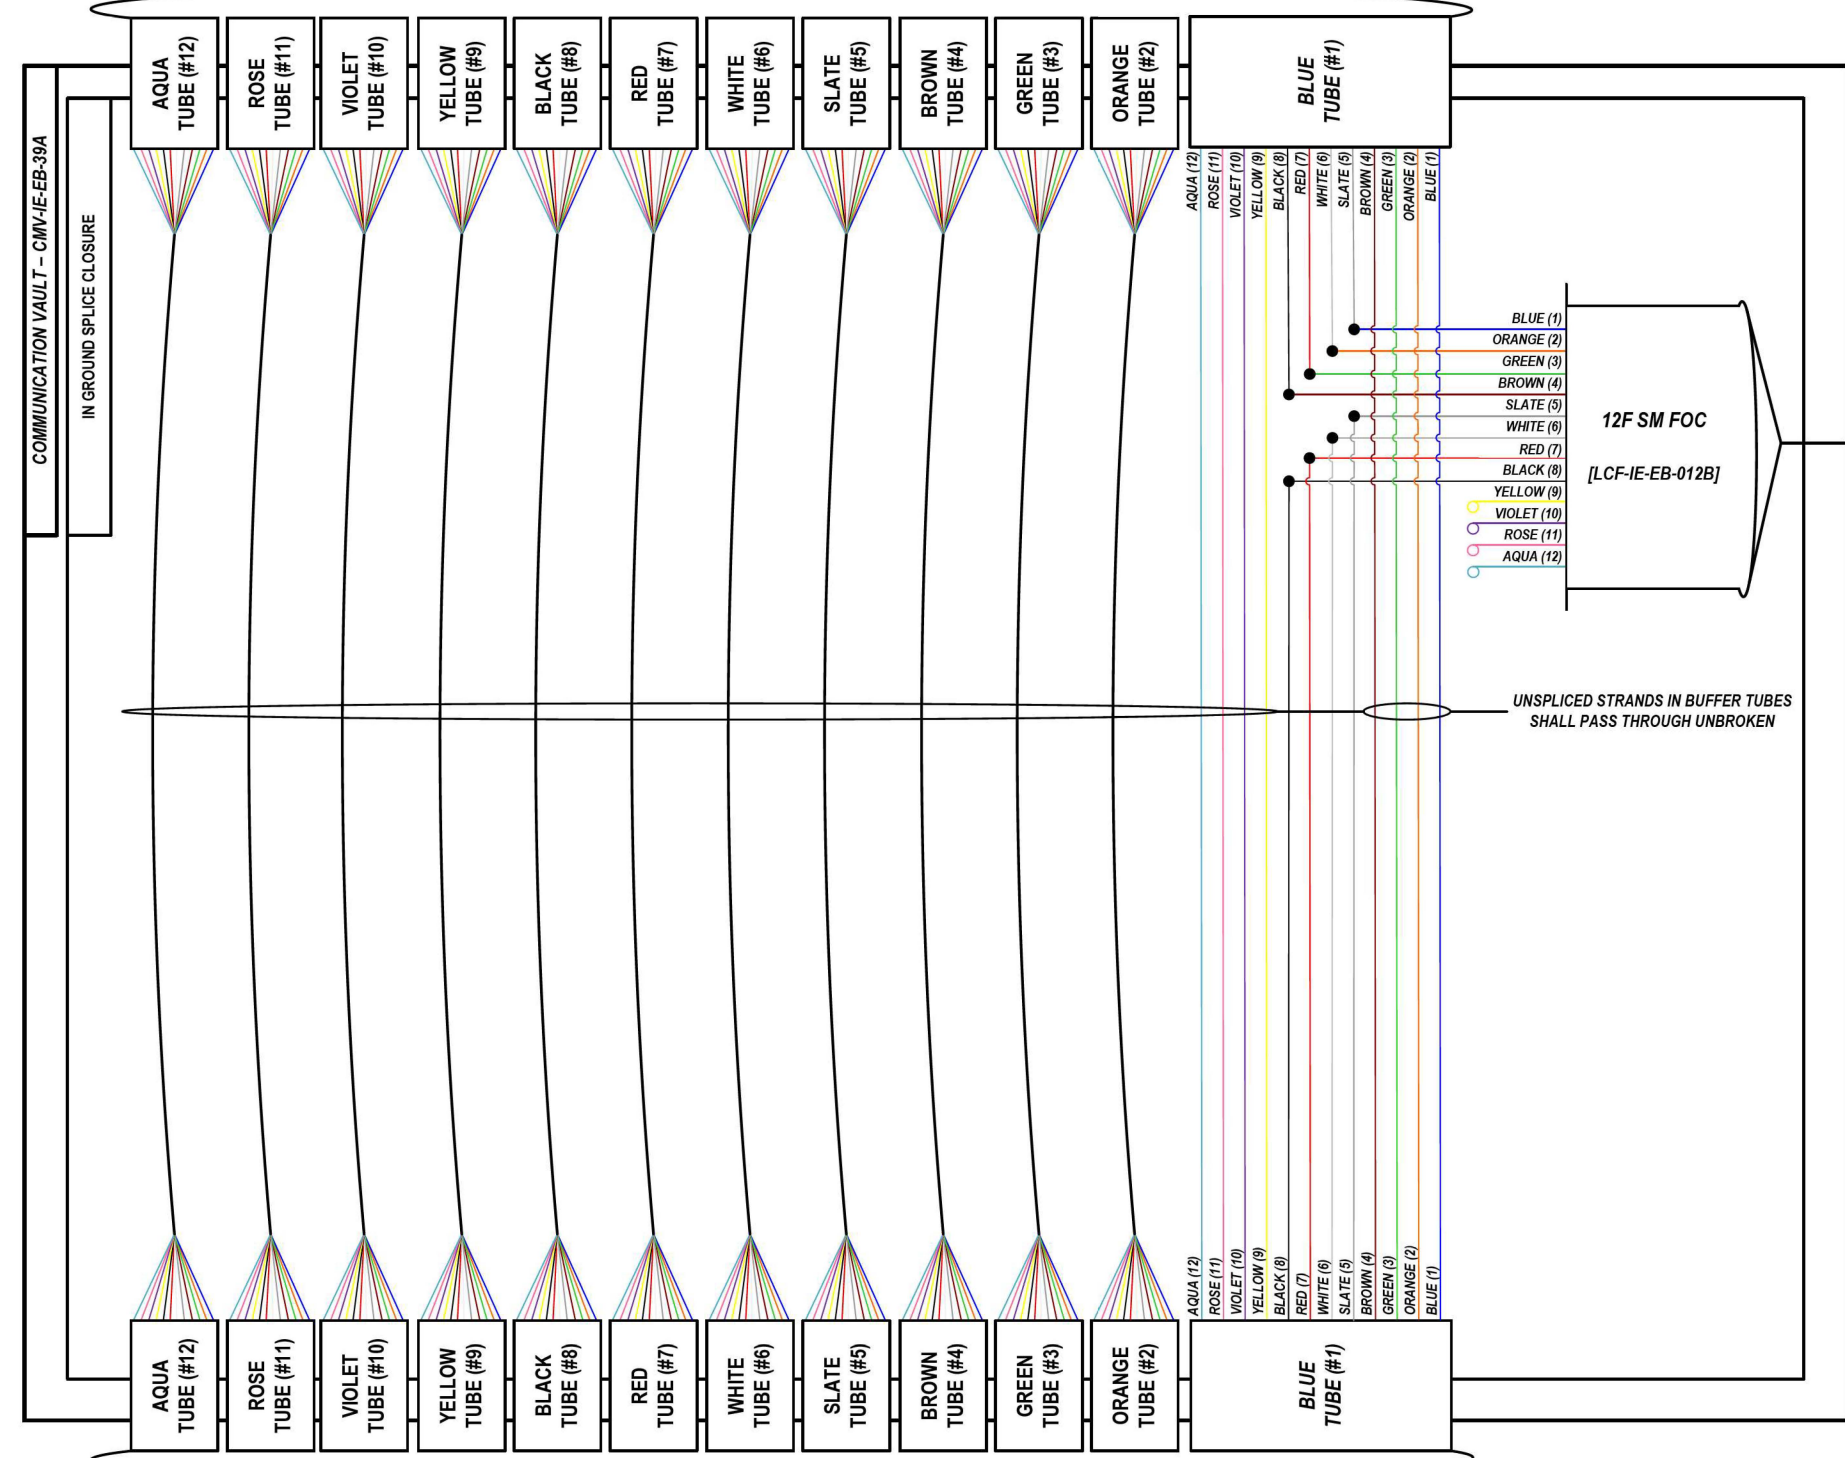 COMMUNICATION VAULT – CMV-IE-EB-39A
IN GROUND SPLICE CLOSURE
AQUA
TUBE (#12)
ROSE
TUBE (#11)
VIOLET
TUBE (#10)
YELLOW
TUBE (#9)
BLACK
TUBE (#8)
RED
TUBE (#7)
WHITE
TUBE (#6)
SLATE
TUBE (#5)
BROWN
TUBE (#4)
GREEN
TUBE (#3)
ORANGE
TUBE (#2)
BLUE
TUBE (#1)
AQUA (12)
ROSE (11)
VIOLET (10)
YELLOW (9)
BLACK (8)
RED (7)
WHITE (6)
SLATE (5)
BROWN (4)
GREEN (3)
ORANGE (2)
BLUE (1)
BLUE (1)
ORANGE (2)
GREEN (3)
BROWN (4)
SLATE (5)
WHITE (6)
RED (7)
BLACK (8)
YELLOW (9)
VIOLET (10)
ROSE (11)
AQUA (12)
12F SM FOC
[LCF-IE-EB-012B]
UNSPLICED STRANDS IN BUFFER TUBES
SHALL PASS THROUGH UNBROKEN
AQUA (12)
ROSE (11)
VIOLET (10)
YELLOW (9)
BLACK (8)
RED (7)
WHITE (6)
SLATE (5)
BROWN (4)
GREEN (3)
ORANGE (2)
BLUE (1)
AQUA
TUBE (#12)
ROSE
TUBE (#11)
VIOLET
TUBE (#10)
YELLOW
TUBE (#9)
BLACK
TUBE (#8)
RED
TUBE (#7)
WHITE
TUBE (#6)
SLATE
TUBE (#5)
BROWN
TUBE (#4)
GREEN
TUBE (#3)
ORANGE
TUBE (#2)
BLUE
TUBE (#1)